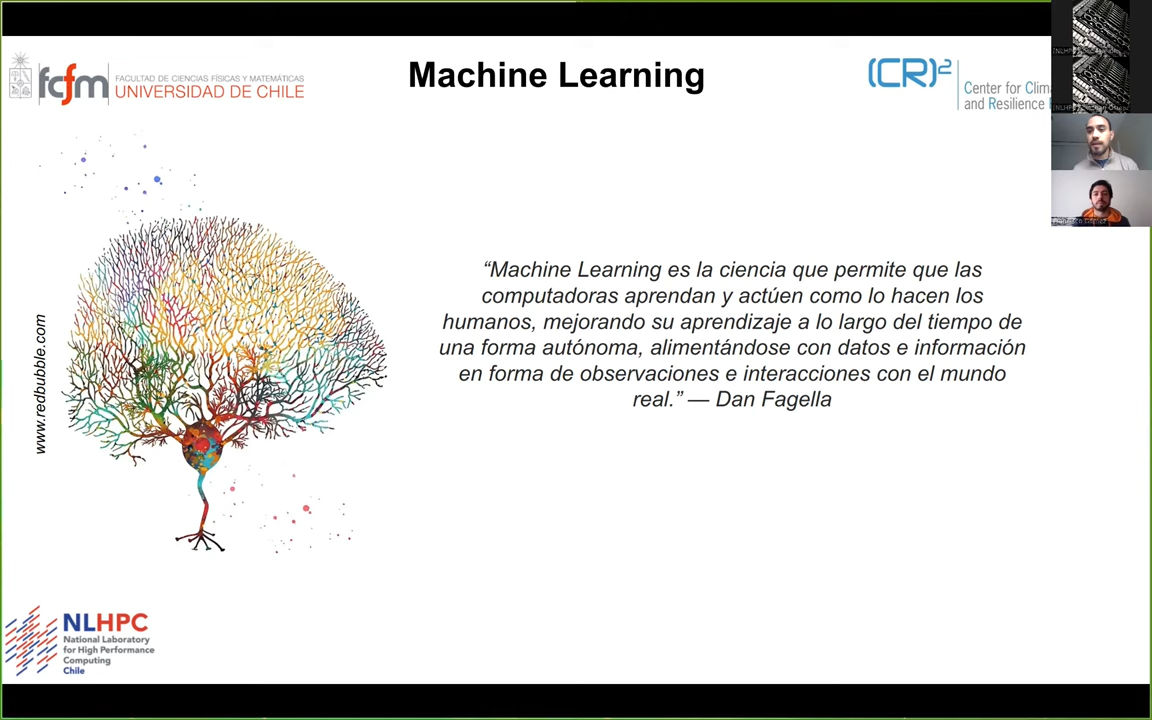 Machine Learning
fcfm
FACULTAD DE CIENCIAS FÍSICAS Y MATEMÁTICAS
UNIVERSIDAD DE CHILE
(CR)2
Center for Clima
and Resilience
www.redbubble.com
“Machine Learning es la ciencia que permite que las
computadoras aprendan y actúen como lo hacen los
humanos, mejorando su aprendizaje a lo largo del tiempo de
una forma autónoma, alimentándose con datos e información
en forma de observaciones e interacciones con el mundo
real.” — Dan Fagella
NLHPC
National Laboratory
for High Performance
Computing
Chile